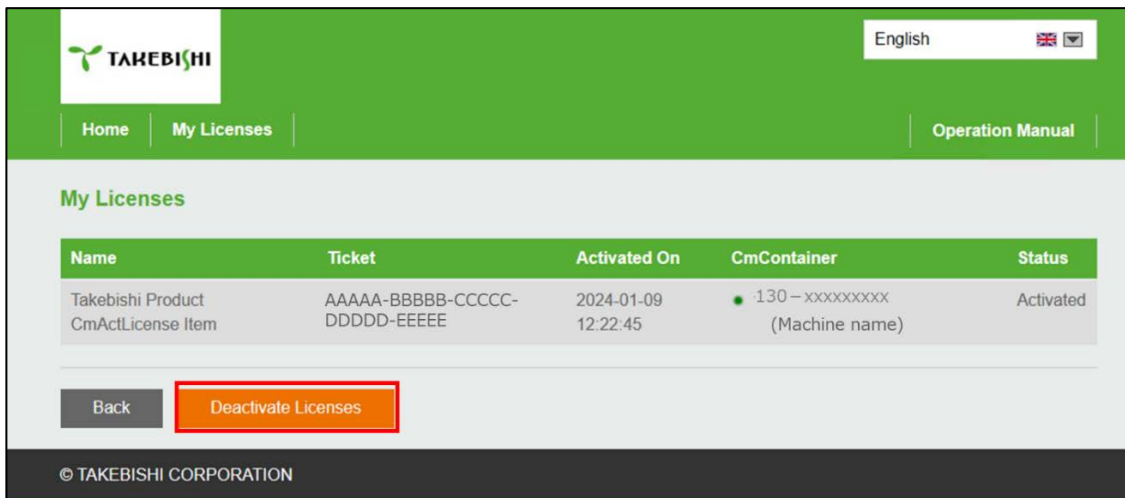 TAKEBISHI
English
Home
My Licenses
Operation Manual
My Licenses
Name Ticket Activated On CmContainer Status
Takebishi Product AAAAA-BBBBB-CCCCC- 2024-01-09 130-xxxxxxxxx Activated
CmActLicense Item DDDDD-EEEEE 12:22:45 (Machine name)
Back
Deactivate Licenses
© TAKEBISHI CORPORATION